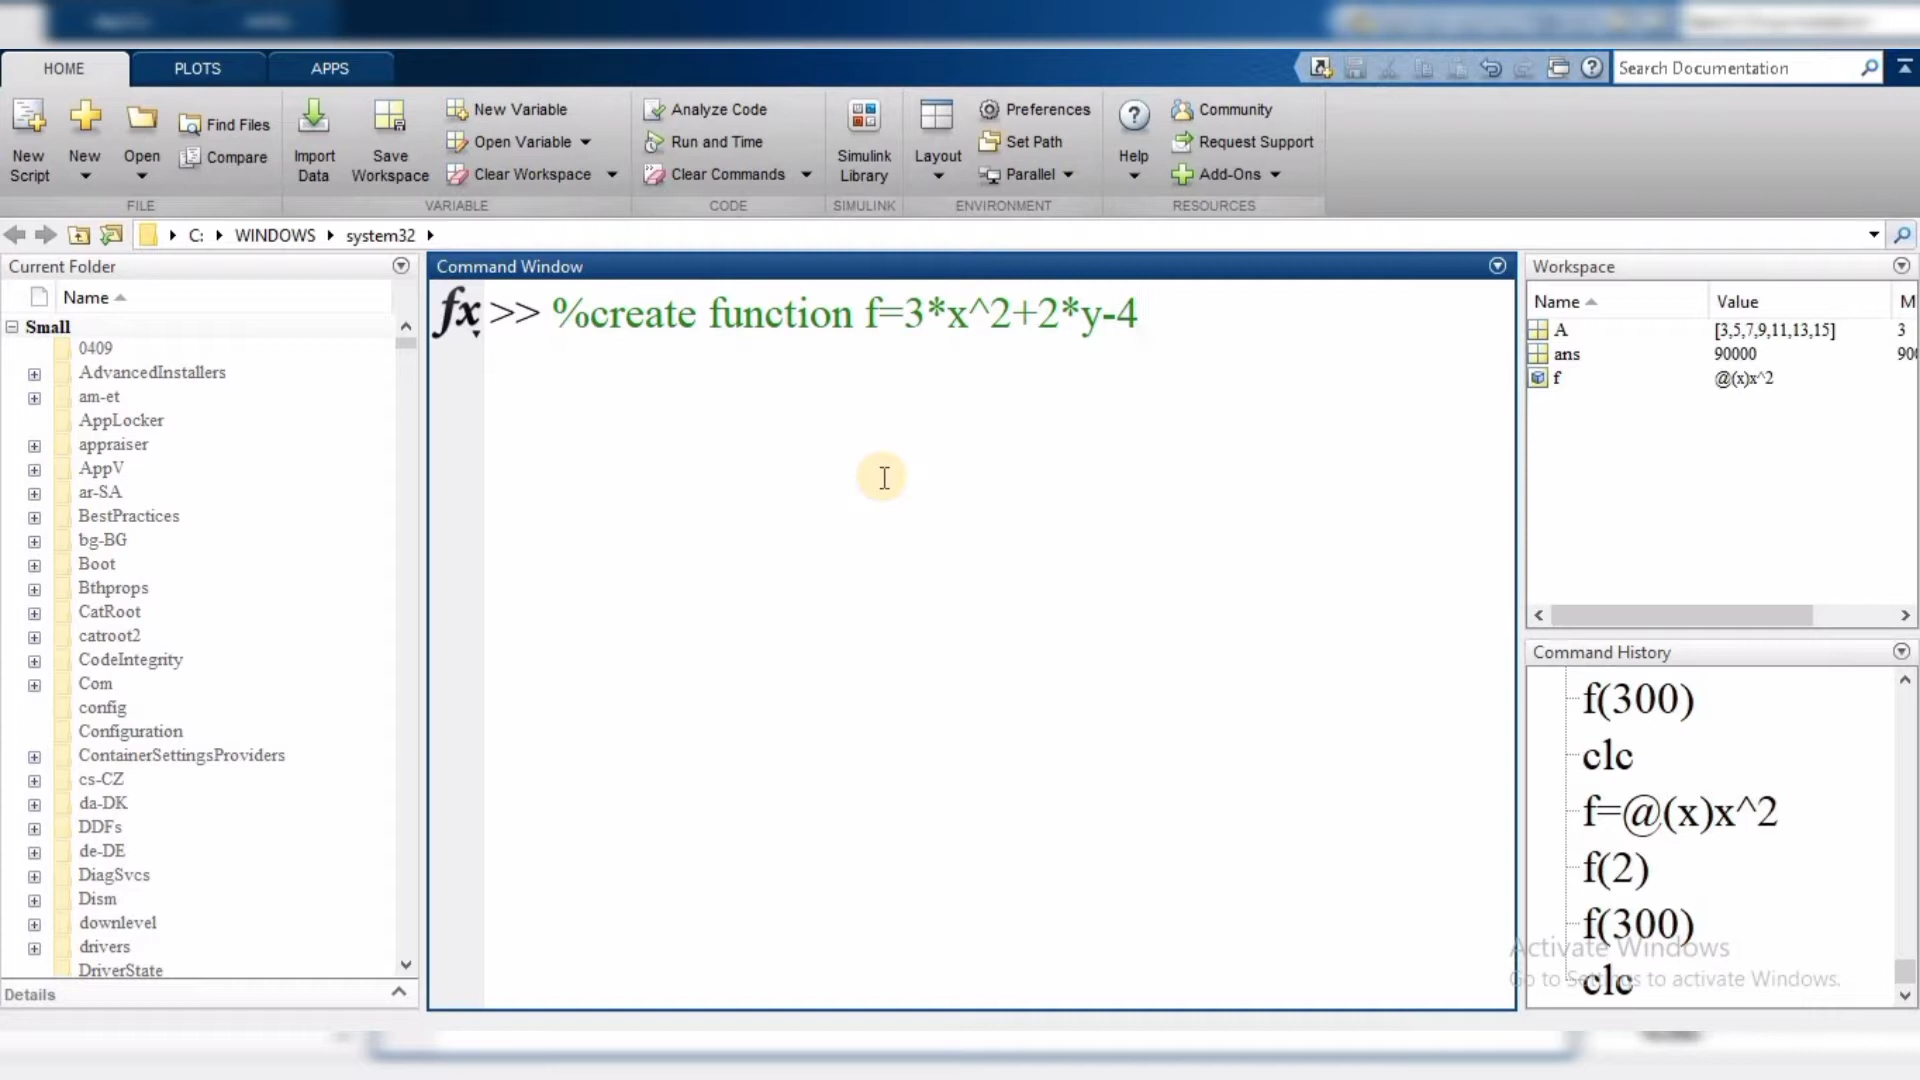 HOME PLOTS APPS
Search Documentation
New Script
New
Open
Find Files
Compare
FILE
Import Data
Save Workspace
New Variable
Open Variable
Clear Workspace
VARIABLE
Analyze Code
Run and Time
Clear Commands
CODE
Simulink Library
SIMULINK
Layout
Preferences
Set Path
Parallel
ENVIRONMENT
? Help
Community
Request Support
Add-Ons
RESOURCES
C: WINDOWS system32
Current Folder
Name
Small
0409
AdvancedInstallers
am-et
AppLocker
appraiser
AppV
ar-SA
BestPractices
bg-BG
Boot
Bthprops
CatRoot
catroot2
CodeIntegrity
Com
config
Configuration
ContainerSettingsProviders
cs-CZ
da-DK
DDFs
de-DE
DiagSvcs
Dism
downlevel
drivers
DriverState
Details
Command Window
fx >> %create function f=3*x^2+2*y-4
Workspace
Name Value M
A [3,5,7,9,11,13,15] 3
ans 90000 900
f @(x)x^2
Command History
f(300)
clc
f=@(x)x^2
f(2)
f(300)
clc
Activate Windows
Go to Settings to activate Windows.